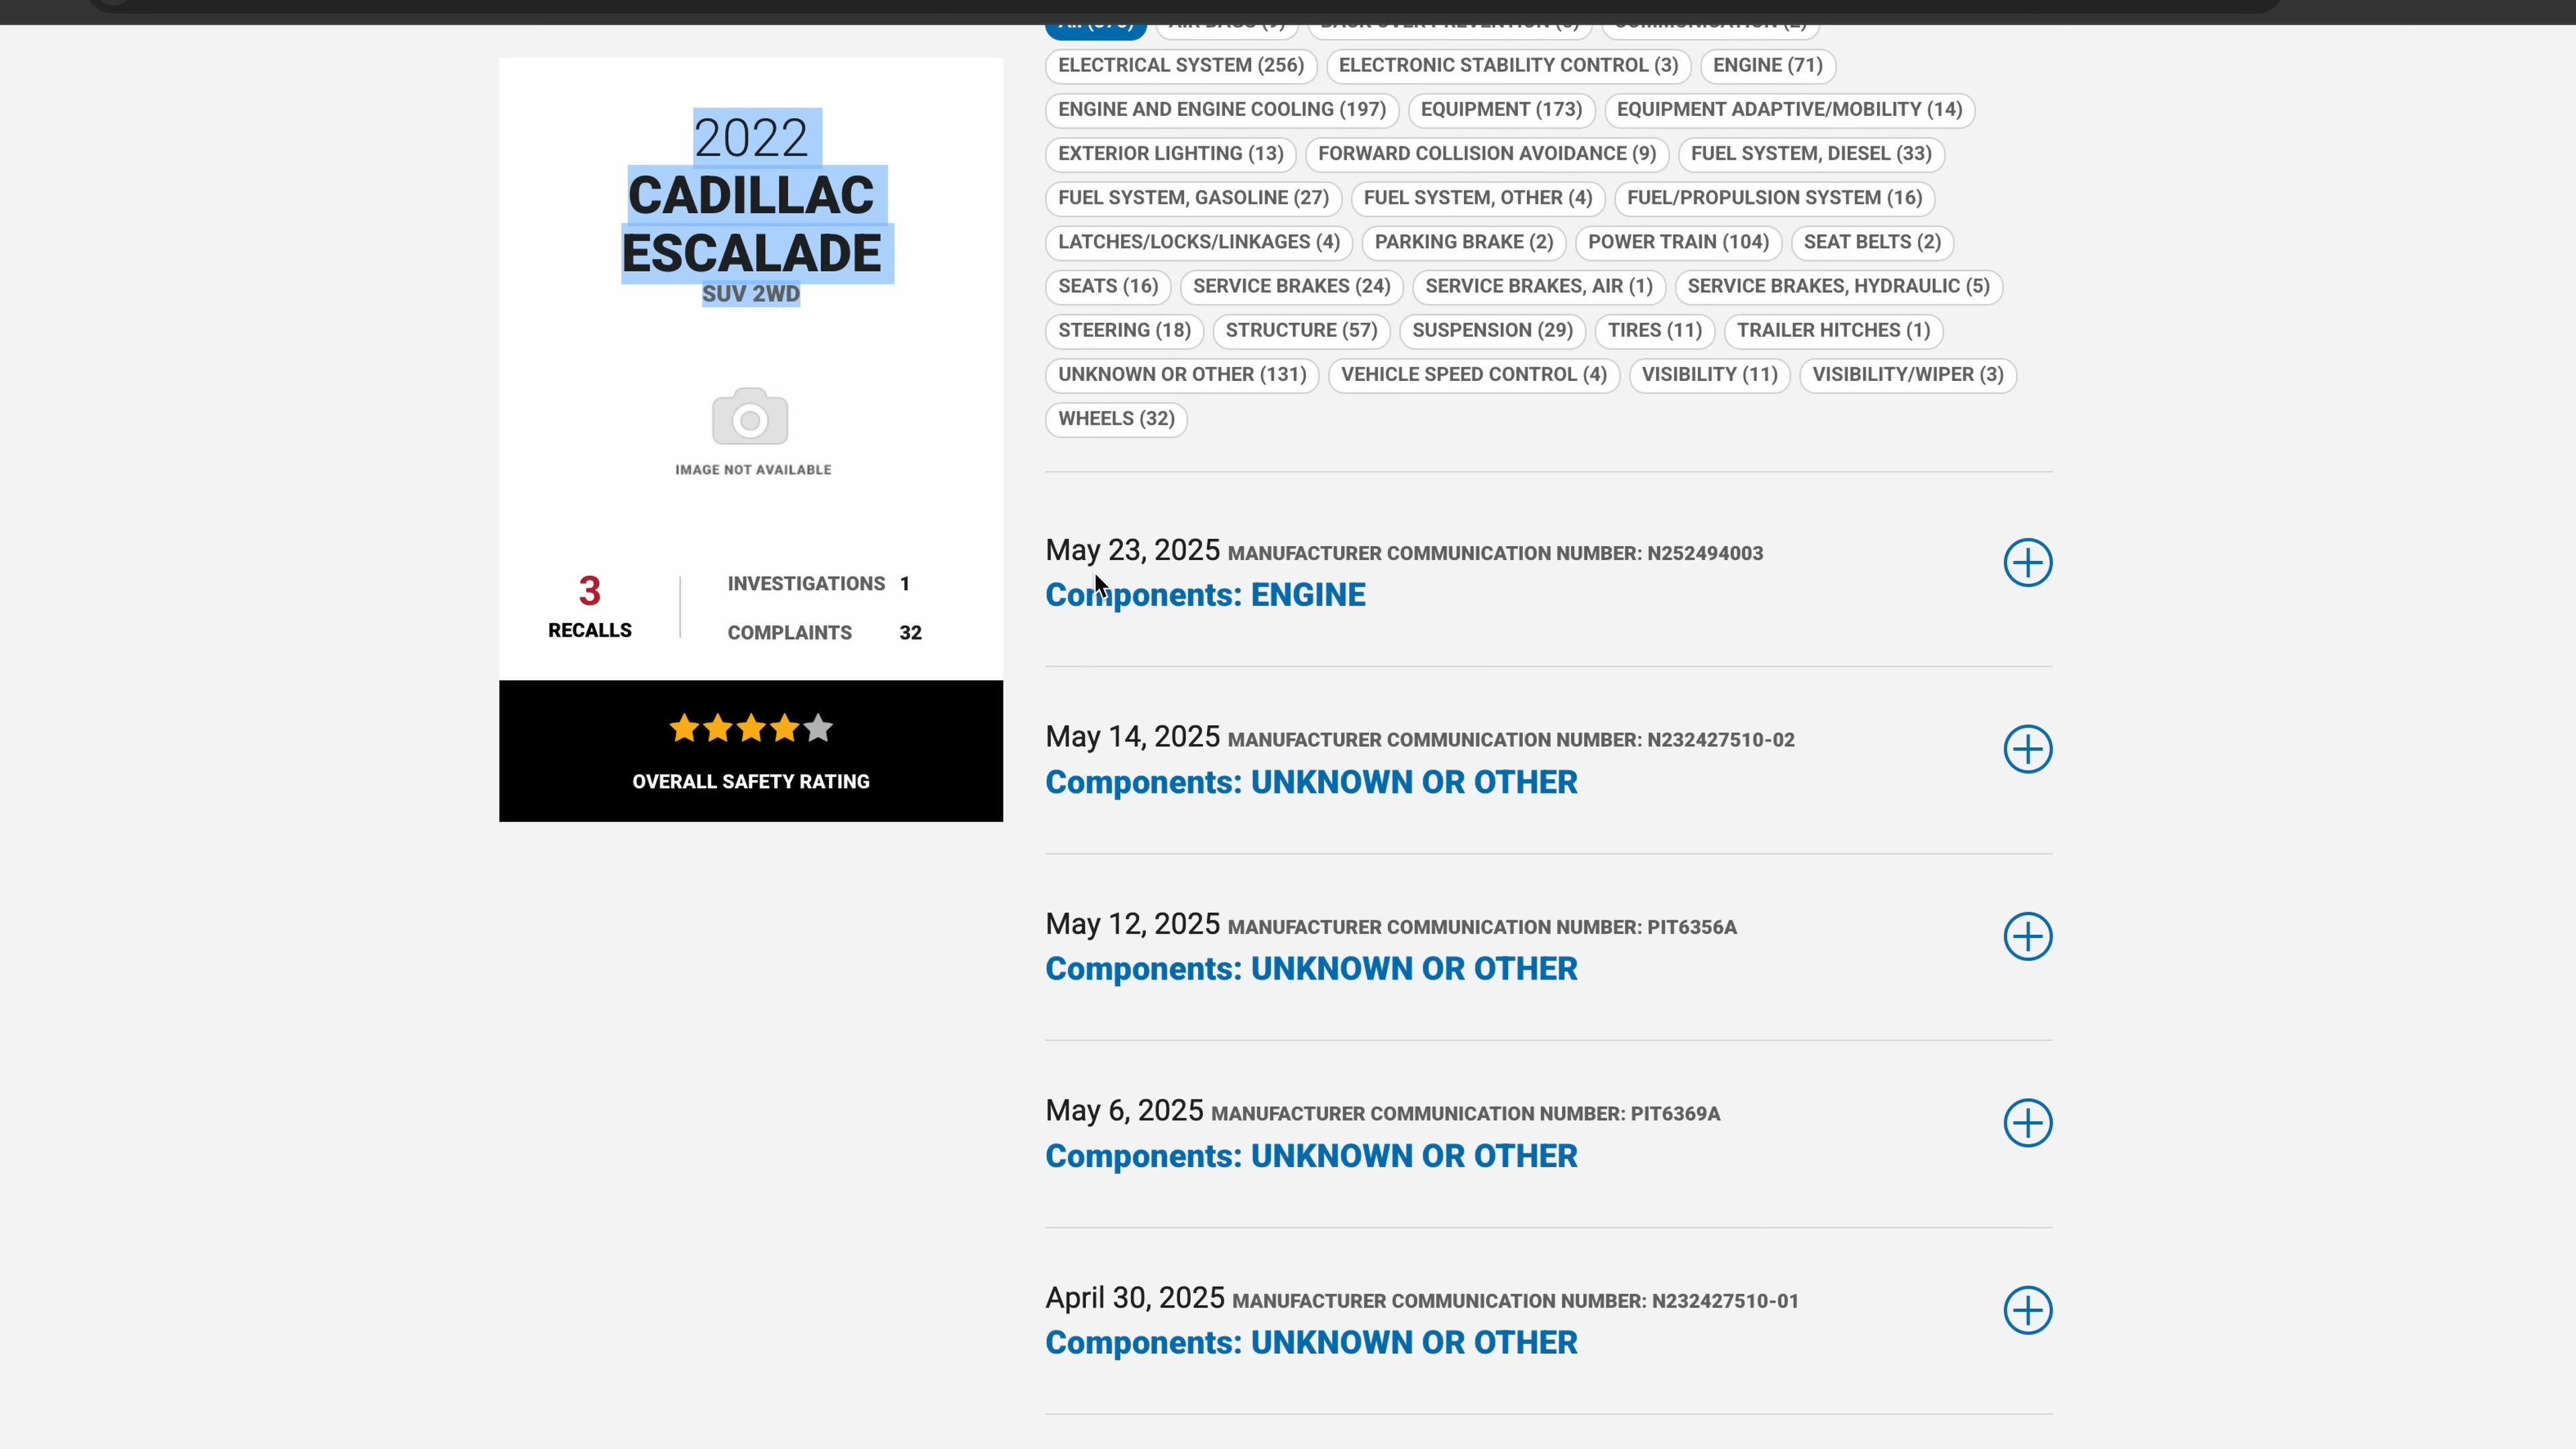 2022
CADILLAC
ESCALADE
SUV 2WD
IMAGE NOT AVAILABLE
3
RECALLS
INVESTIGATIONS 1
COMPLAINTS 32
OVERALL SAFETY RATING
ELECTRICAL SYSTEM (256) ELECTRONIC STABILITY CONTROL (3) ENGINE (71)
ENGINE AND ENGINE COOLING (197) EQUIPMENT (173) EQUIPMENT ADAPTIVE/MOBILITY (14)
EXTERIOR LIGHTING (13) FORWARD COLLISION AVOIDANCE (9) FUEL SYSTEM, DIESEL (33)
FUEL SYSTEM, GASOLINE (27) FUEL SYSTEM, OTHER (4) FUEL/PROPULSION SYSTEM (16)
LATCHES/LOCKS/LINKAGES (4) PARKING BRAKE (2) POWER TRAIN (104) SEAT BELTS (2)
SEATS (16) SERVICE BRAKES (24) SERVICE BRAKES, AIR (1) SERVICE BRAKES, HYDRAULIC (5)
STEERING (18) STRUCTURE (57) SUSPENSION (29) TIRES (11) TRAILER HITCHES (1)
UNKNOWN OR OTHER (131) VEHICLE SPEED CONTROL (4) VISIBILITY (11) VISIBILITY/WIPER (3)
WHEELS (32)
May 23, 2025 MANUFACTURER COMMUNICATION NUMBER: N252494003
Components: ENGINE
May 14, 2025 MANUFACTURER COMMUNICATION NUMBER: N232427510-02
Components: UNKNOWN OR OTHER
May 12, 2025 MANUFACTURER COMMUNICATION NUMBER: PIT6356A
Components: UNKNOWN OR OTHER
May 6, 2025 MANUFACTURER COMMUNICATION NUMBER: PIT6369A
Components: UNKNOWN OR OTHER
April 30, 2025 MANUFACTURER COMMUNICATION NUMBER: N232427510-01
Components: UNKNOWN OR OTHER